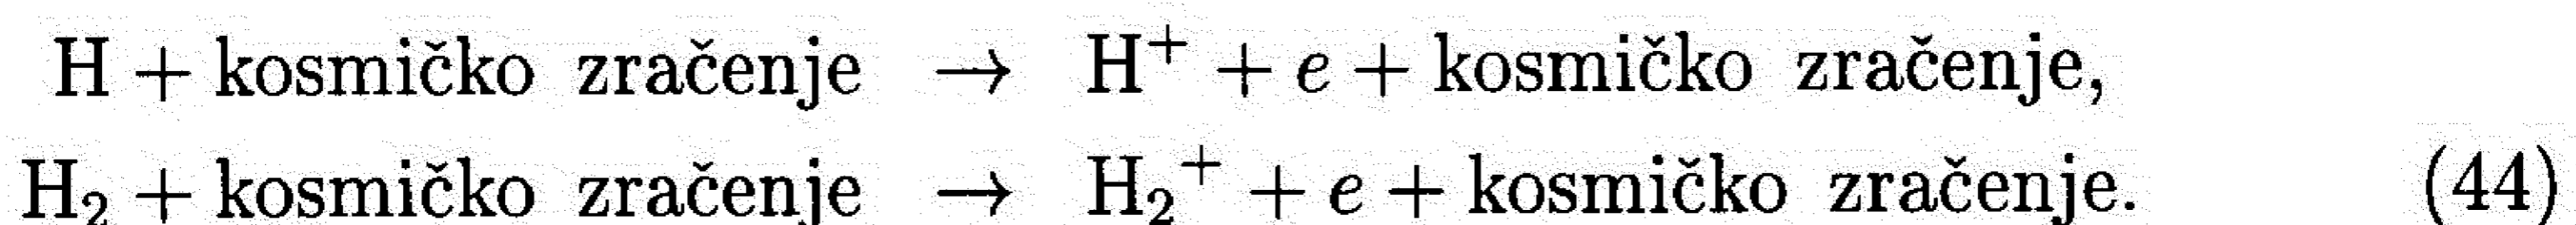 H + kosmičko zračenje → H⁺ + e + kosmičko zračenje,
H₂ + kosmičko zračenje → H₂⁺ + e + kosmičko zračenje. (44)